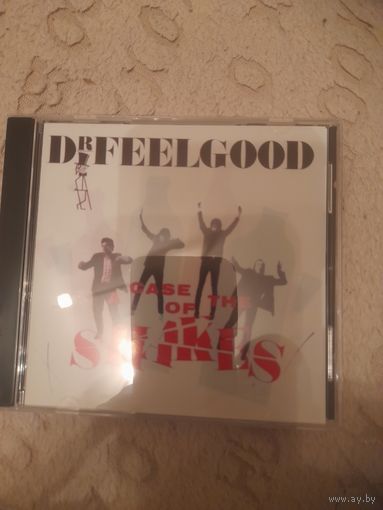 DR FEELGOOD
A CASE
OF THE
SHAKES
www.ay.by